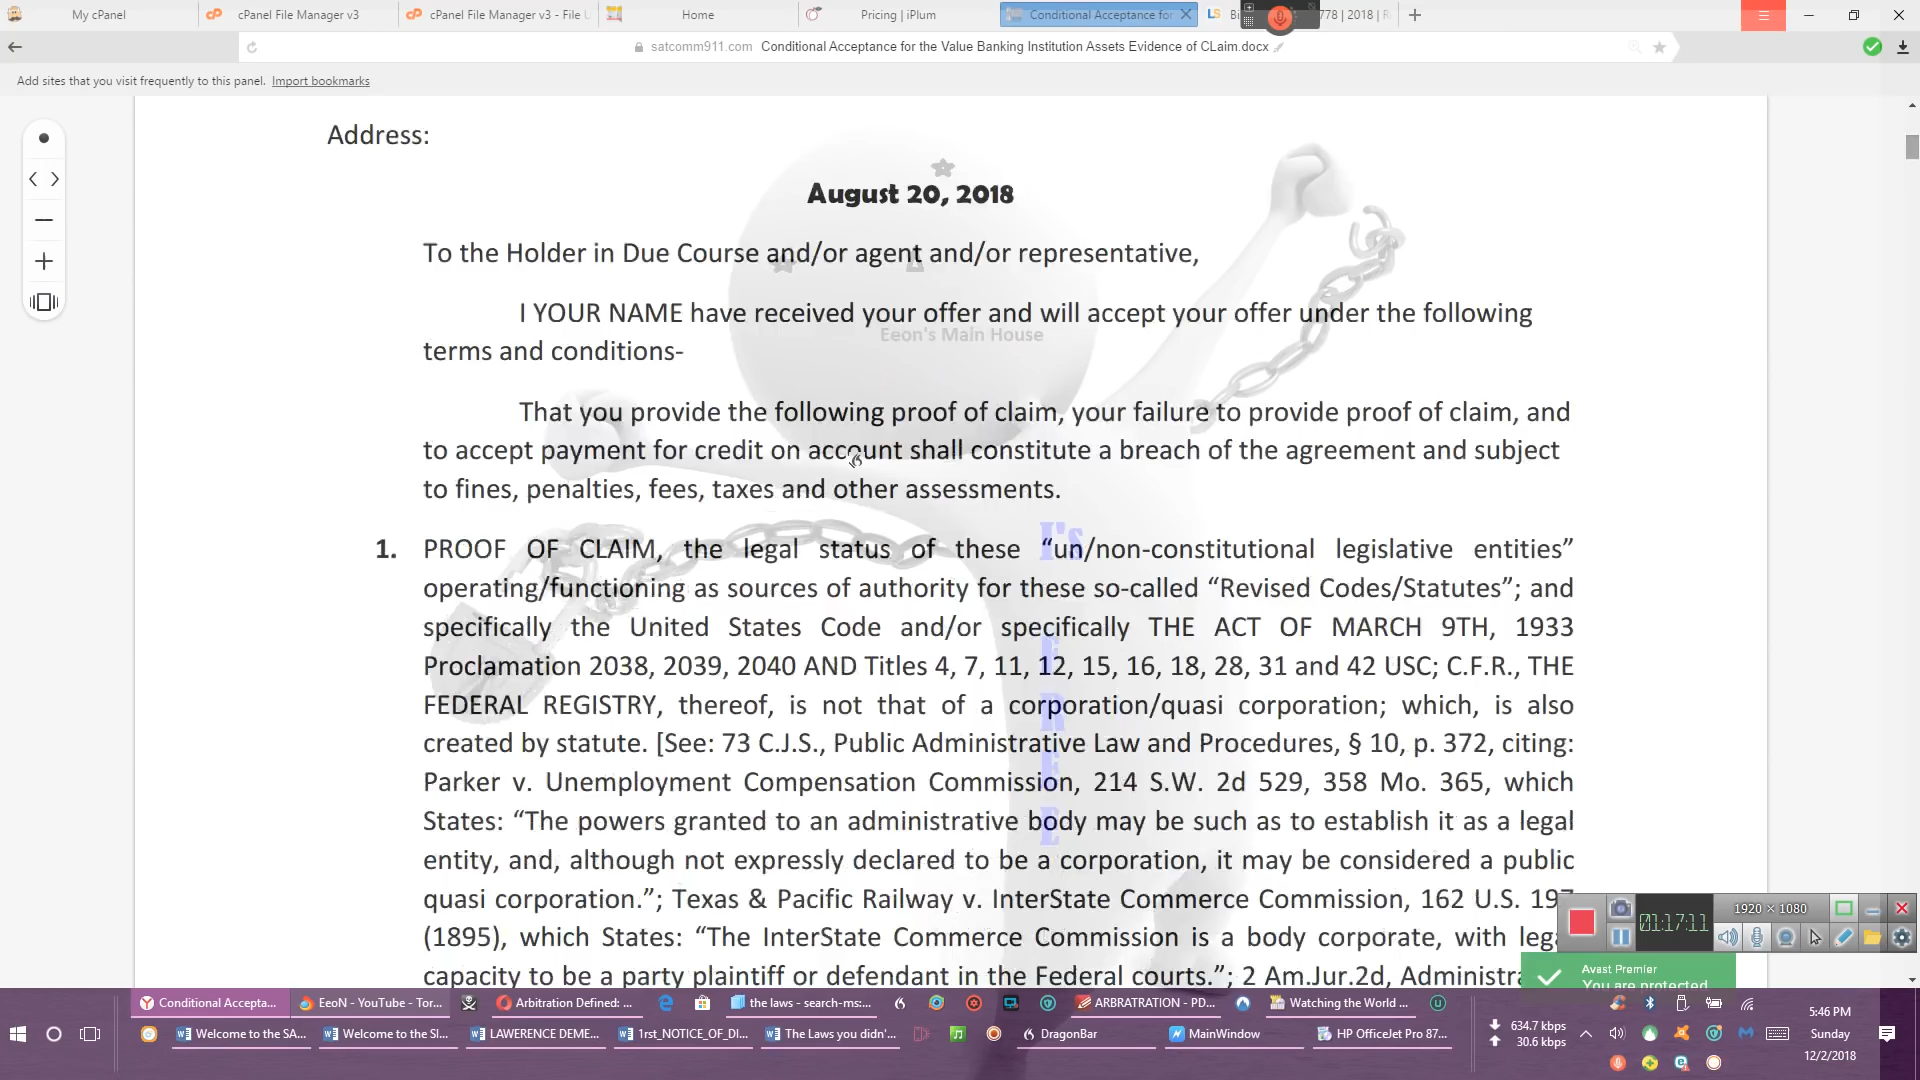 My cPanel
cPanel File Manager v3
cPanel File Manager v3 - File
Home
Pricing | iPlum
Conditional Acceptance for
778 | 2018 |
satcomm911.com Conditional Acceptance for the Value Banking Institution Assets Evidence of CLaim.docx
Add sites that you visit frequently to this panel. Import bookmarks
Address:
August 20, 2018
To the Holder in Due Course and/or agent and/or representative,
I YOUR NAME have received your offer and will accept your offer under the following
Eeon's Main House
terms and conditions-
That you provide the following proof of claim, your failure to provide proof of claim, and
to accept payment for credit on account shall constitute a breach of the agreement and subject
to fines, penalties, fees, taxes and other assessments.
I's
F
R
E
E
1. PROOF OF CLAIM, the legal status of these “un/non-constitutional legislative entities”
operating/functioning as sources of authority for these so-called “Revised Codes/Statutes”; and
specifically the United States Code and/or specifically THE ACT OF MARCH 9TH, 1933
Proclamation 2038, 2039, 2040 AND Titles 4, 7, 11, 12, 15, 16, 18, 28, 31 and 42 USC; C.F.R., THE
FEDERAL REGISTRY, thereof, is not that of a corporation/quasi corporation; which, is also
created by statute. [See: 73 C.J.S., Public Administrative Law and Procedures, § 10, p. 372, citing:
Parker v. Unemployment Compensation Commission, 214 S.W. 2d 529, 358 Mo. 365, which
States: “The powers granted to an administrative body may be such as to establish it as a legal
entity, and, although not expressly declared to be a corporation, it may be considered a public
quasi corporation.”; Texas & Pacific Railway v. InterState Commerce Commission, 162 U.S. 197
(1895), which States: “The InterState Commerce Commission is a body corporate, with leg
capacity to be a party plaintiff or defendant in the Federal courts.”; 2 Am.Jur.2d, Administra
1920 × 1080
01:17:11
Avast Premier
You are protected
Conditional Accepta...
EeoN - YouTube - Tor...
Arbitration Defined: ...
the laws - search-ms:...
ARBRATRATION - PD...
Watching the World ...
Welcome to the SA...
Welcome to the SI...
LAWERENCE DEME...
1rst_NOTICE_OF_DI...
The Laws you didn'...
DragonBar
MainWindow
HP OfficeJet Pro 87...
634.7 kbps
30.6 kbps
5:46 PM
Sunday
12/2/2018